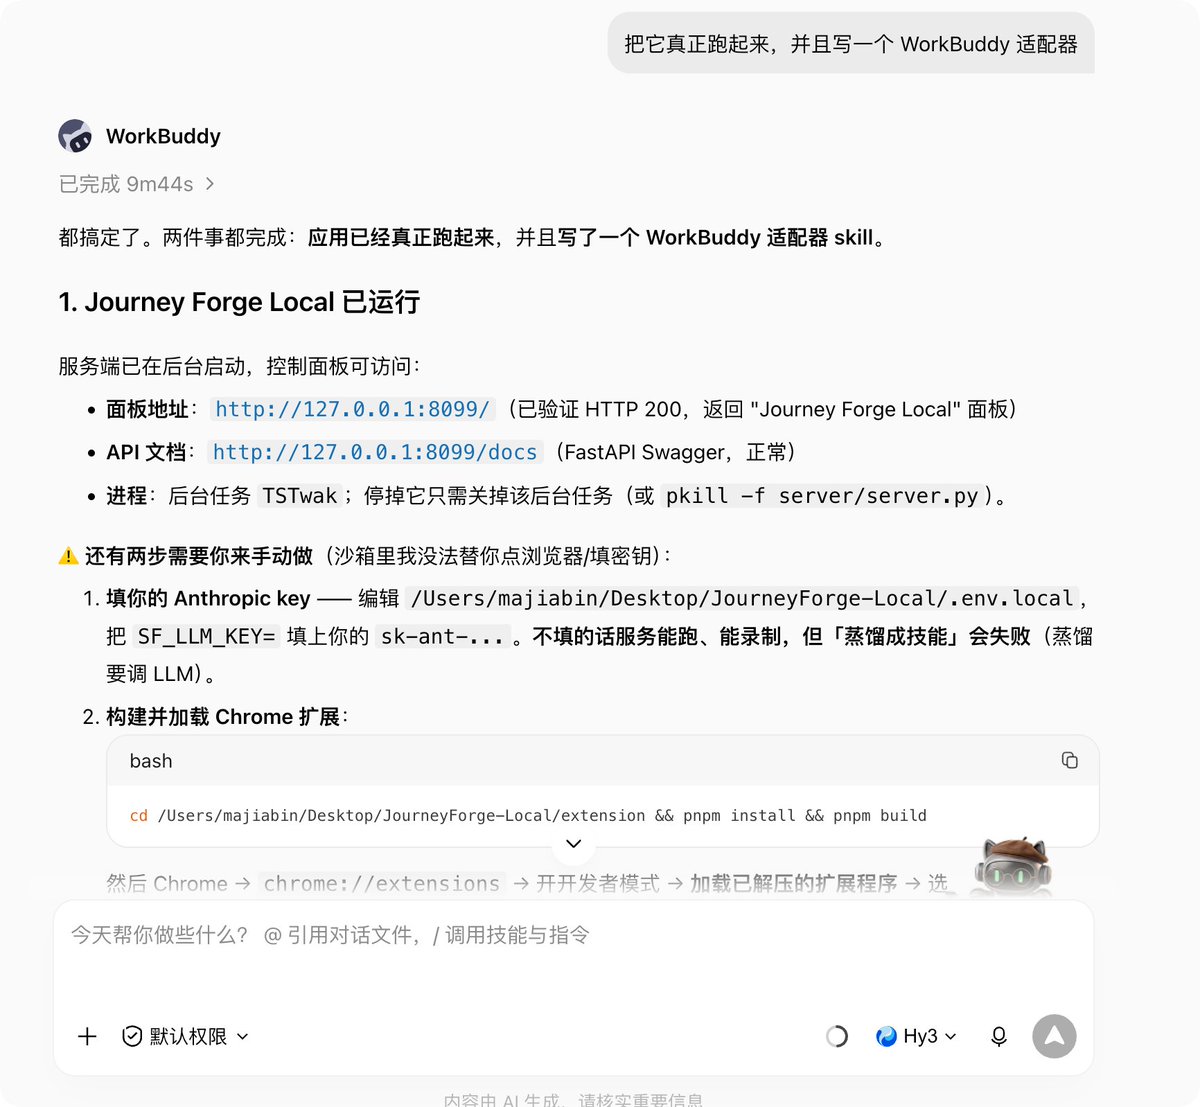 把它真正跑起来，并且写一个 WorkBuddy 适配器
WorkBuddy
已完成 9m44s
都搞定了。两件事都完成：应用已经真正跑起来，并且写了一个 WorkBuddy 适配器 skill。
1. Journey Forge Local 已运行
服务端已在后台启动，控制面板可访问：
• 面板地址： http://127.0.0.1:8099/ （已验证 HTTP 200，返回 "Journey Forge Local" 面板）
• API 文档： http://127.0.0.1:8099/docs （FastAPI Swagger，正常）
• 进程：后台任务 TSTwak ；停掉它只需关掉该后台任务（或 pkill -f server/server.py）。
⚠️ 还有两步需要你来手动做（沙箱里我没法替你点浏览器/填密钥）：
1. 填你的 Anthropic key —— 编辑 /Users/majiabin/Desktop/JourneyForge-Local/.env.local，
把 SF_LLM_KEY= 填上你的 sk-ant-... 。不填的话服务能跑、能录制，但「蒸馏成技能」会失败（蒸馏
要调 LLM）。
2. 构建并加载 Chrome 扩展：
bash
cd /Users/majiabin/Desktop/JourneyForge-Local/extension && pnpm install && pnpm build
然后 Chrome → chrome://extensions → 开开发者模式 → 加载已解压的扩展程序 → 选
今天帮你做些什么？ @ 引用对话文件，/ 调用技能与指令
默认权限
Hy3
内容由 AI 生成，请核实重要信息